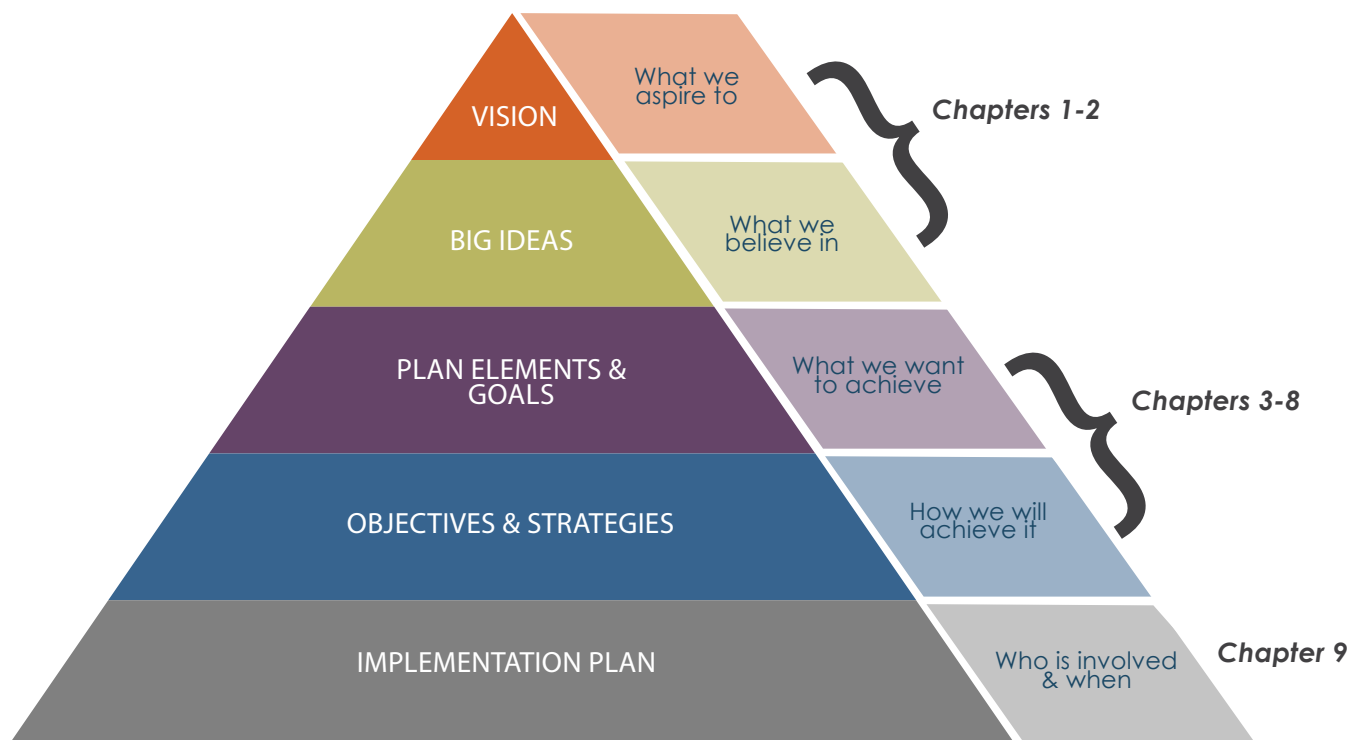 VISION
What we
aspire to
Chapters 1-2
BIG IDEAS
What we
believe in
PLAN ELEMENTS &
GOALS
What we want
to achieve
Chapters 3-8
OBJECTIVES & STRATEGIES
How we will
achieve it
IMPLEMENTATION PLAN
Who is involved
& when
Chapter 9